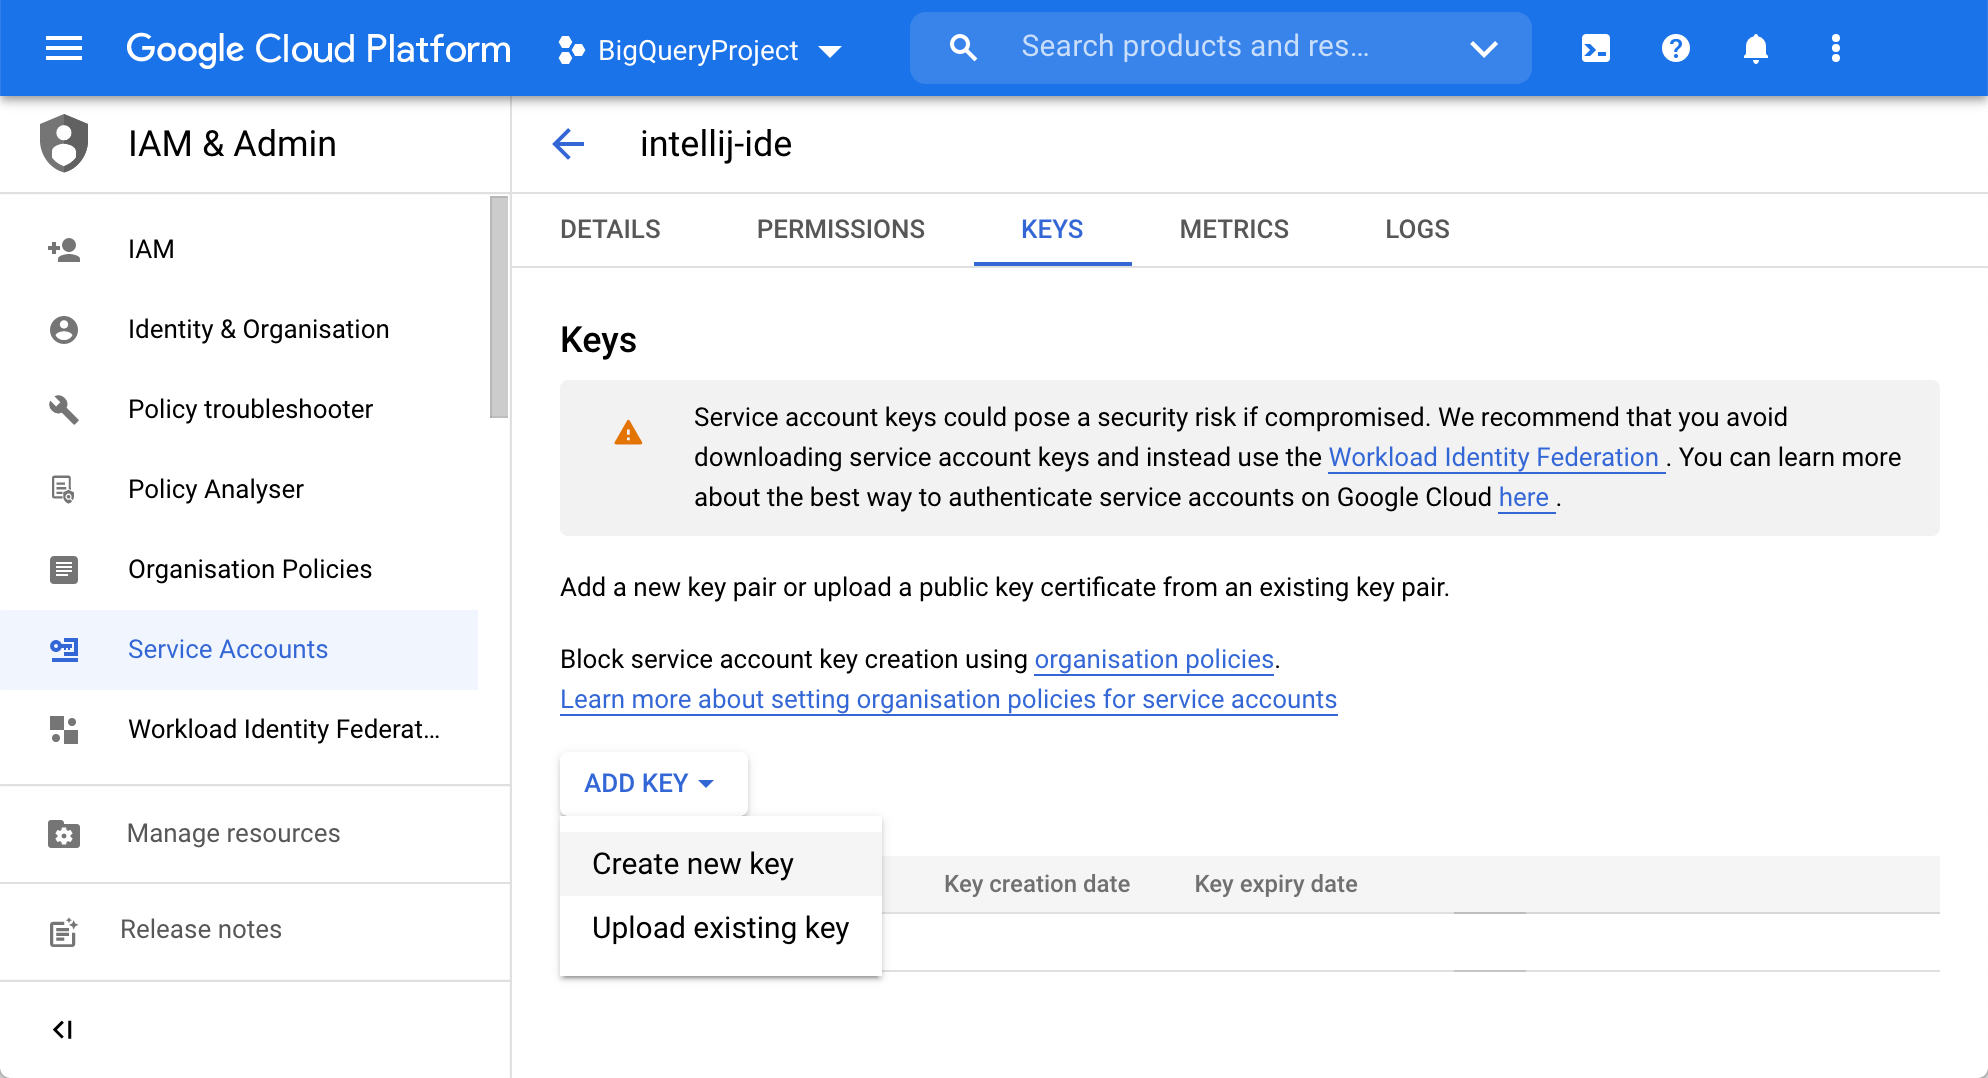 Google Cloud Platform
BigQueryProject
Search products and res...
IAM & Admin
intellij-ide
IAM
Identity & Organisation
Policy troubleshooter
Policy Analyser
Organisation Policies
Service Accounts
Workload Identity Federat...
Manage resources
Release notes
DETAILS
PERMISSIONS
KEYS
METRICS
LOGS
Keys
Service account keys could pose a security risk if compromised. We recommend that you avoid
downloading service account keys and instead use the Workload Identity Federation . You can learn more
about the best way to authenticate service accounts on Google Cloud here .
Add a new key pair or upload a public key certificate from an existing key pair.
Block service account key creation using organisation policies.
Learn more about setting organisation policies for service accounts
ADD KEY
Create new key
Upload existing key
Key creation date
Key expiry date